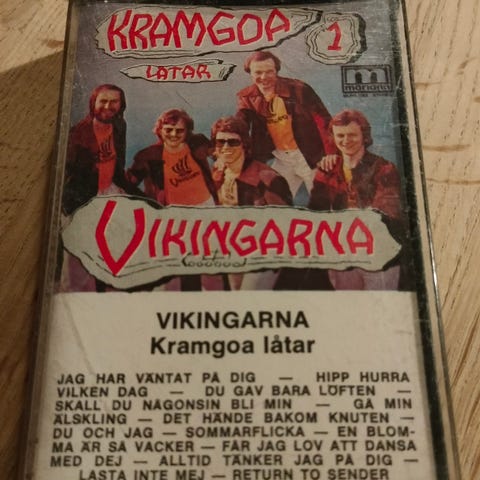 KRAMGOA 1
LÅTAR
mariann
VIKINGARNA
VIKINGARNA
Kramgoa låtar
JAG HAR VÄNTAT PÅ DIG — HIPP HURRA
VILKEN DAG — DU GAV BARA LÖFTEN —
SKALL DU NÅGONSIN BLI MIN — GÅ MIN
ÄLSKLING — DET HÄNDE BAKOM KNUTEN —
DU OCH JAG — SOMMARFLICKA — EN BLOM-
MA ÄR SÅ VACKER — FÅR JAG LOV ATT DANSA
MED DEJ — ALLTID TÄNKER JAG PÅ DIG —
LASTA INTE MEJ — RETURN TO SENDER